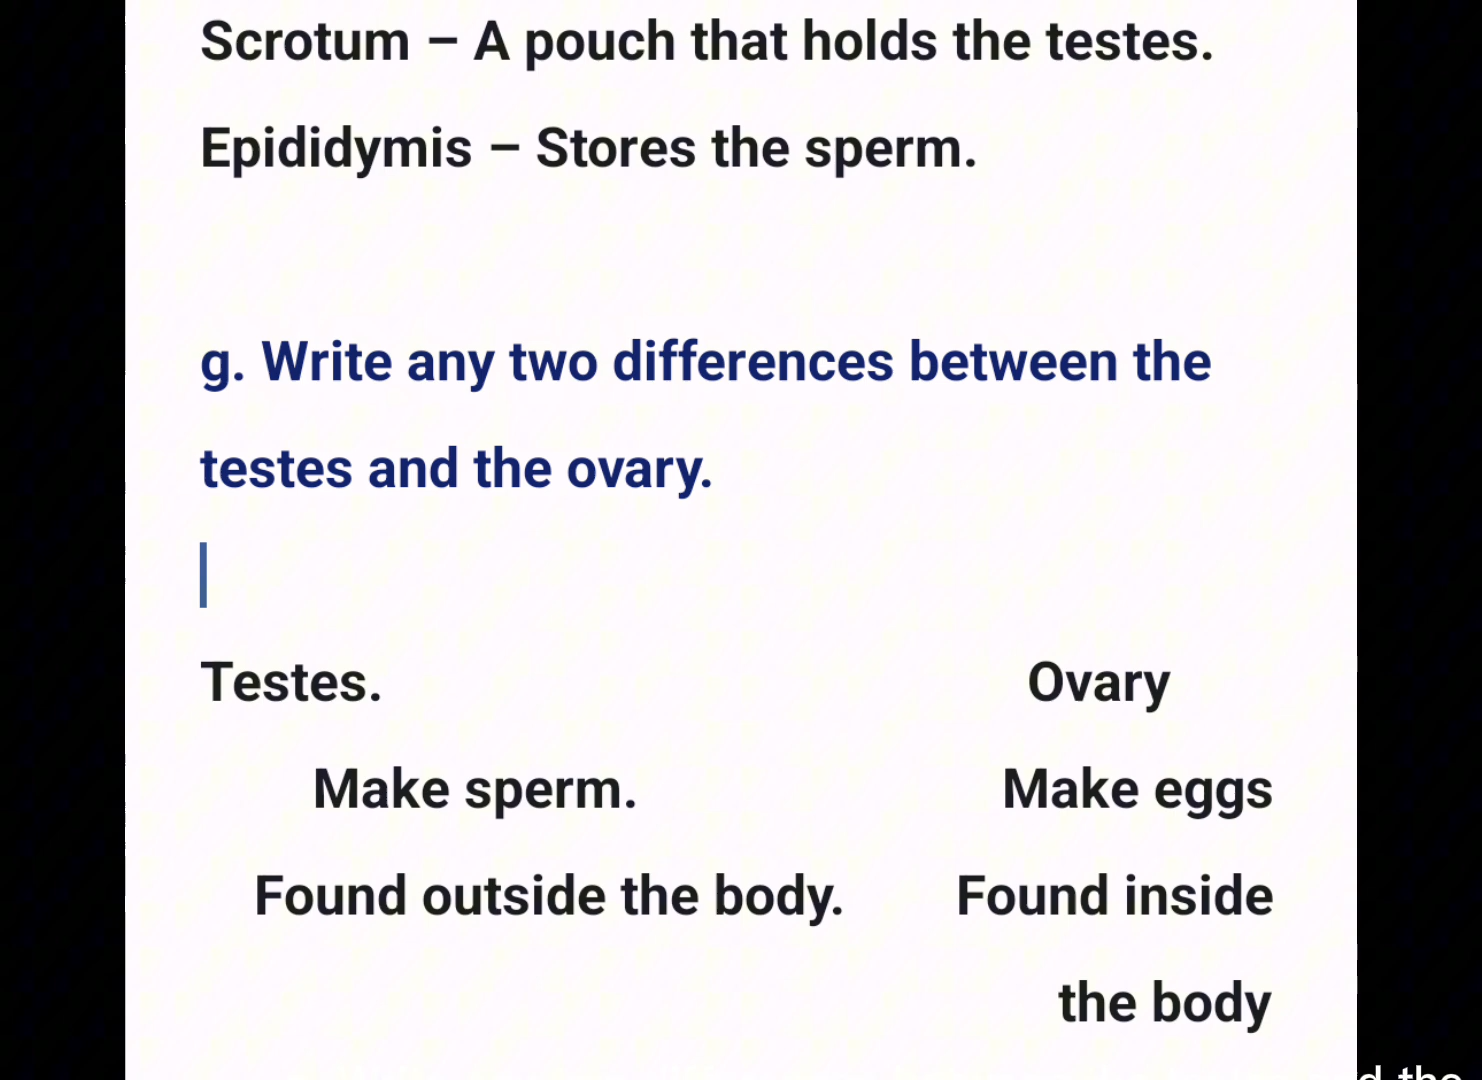 Scrotum – A pouch that holds the testes.
Epididymis – Stores the sperm.
g. Write any two differences between the
testes and the ovary.
Testes. Ovary
Make sperm. Make eggs
Found outside the body. Found inside
the body
the